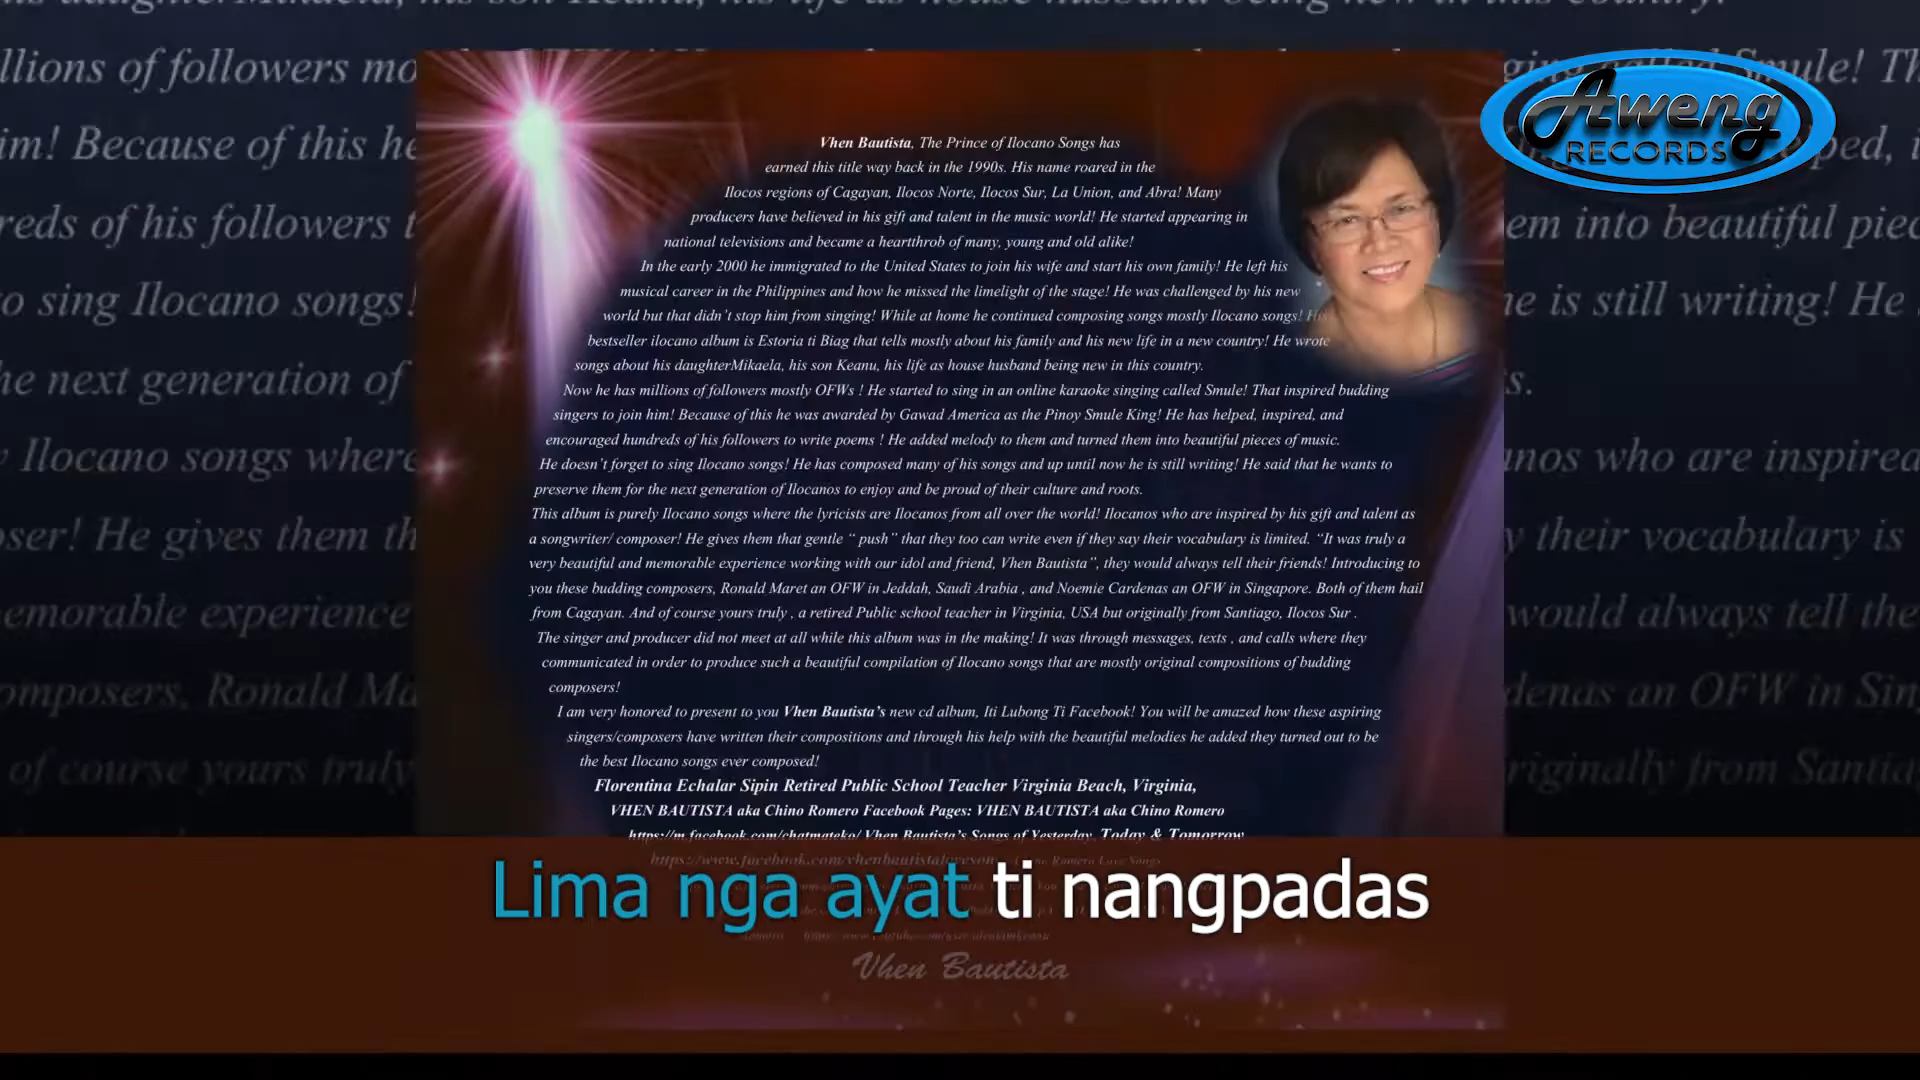 Aweng
RECORDS
Vhen Bautista, The Prince of Ilocano Songs has
earned this title way back in the 1990s. His name roared in the
Ilocos regions of Cagayan, Ilocos Norte, Ilocos Sur, La Union, and Abra! Many
producers have believed in his gift and talent in the music world! He started appearing in
national televisions and became a heartthrob of many, young and old alike!
In the early 2000 he immigrated to the United States to join his wife and start his own family! He left his
musical career in the Philippines and how he missed the limelight of the stage! He was challenged by his new
world but that didn't stop him from singing! While at home he continued composing songs mostly Ilocano songs! His
bestseller ilocano album is Estoria ti Biag that tells mostly about his family and his new life in a new country! He wrote
songs about his daughterMikaela, his son Keanu, his life as house husband being new in this country.
Now he has millions of followers mostly OFWs ! He started to sing in an online karaoke singing called Smule! That inspired budding
singers to join him! Because of this he was awarded by Gawad America as the Pinoy Smule King! He has helped, inspired, and
encouraged hundreds of his followers to write poems ! He added melody to them and turned them into beautiful pieces of music.
He doesn't forget to sing Ilocano songs! He has composed many of his songs and up until now he is still writing! He said that he wants to
preserve them for the next generation of Ilocanos to enjoy and be proud of their culture and roots.
This album is purely Ilocano songs where the lyricists are Ilocanos from all over the world! Ilocanos who are inspired by his gift and talent as
a songwriter/ composer! He gives them that gentle “ push” that they too can write even if they say their vocabulary is limited. “It was truly a
very beautiful and memorable experience working with our idol and friend, Vhen Bautista”, they would always tell their friends! Introducing to
you these budding composers, Ronald Maret an OFW in Jeddah, Saudi Arabia , and Noemie Cardenas an OFW in Singapore. Both of them hail
from Cagayan. And of course yours truly , a retired Public school teacher in Virginia, USA but originally from Santiago, Ilocos Sur .
The singer and producer did not meet at all while this album was in the making! It was through messages, texts , and calls where they
communicated in order to produce such a beautiful compilation of Ilocano songs that are mostly original compositions of budding
composers!
I am very honored to present to you Vhen Bautista's new cd album, Iti Lubong Ti Facebook! You will be amazed how these aspiring
singers/composers have written their compositions and through his help with the beautiful melodies he added they turned out to be
the best Ilocano songs ever composed!
Florentina Echalar Sipin Retired Public School Teacher Virginia Beach, Virginia,
VHEN BAUTISTA aka Chino Romero Facebook Pages: VHEN BAUTISTA aka Chino Romero
https://m.facebook.com/chatmateko/ Vhen Bautista's Songs of Yesterday, Today & Tomorrow
Lima nga ayat ti nangpadas
Vhen Bautista